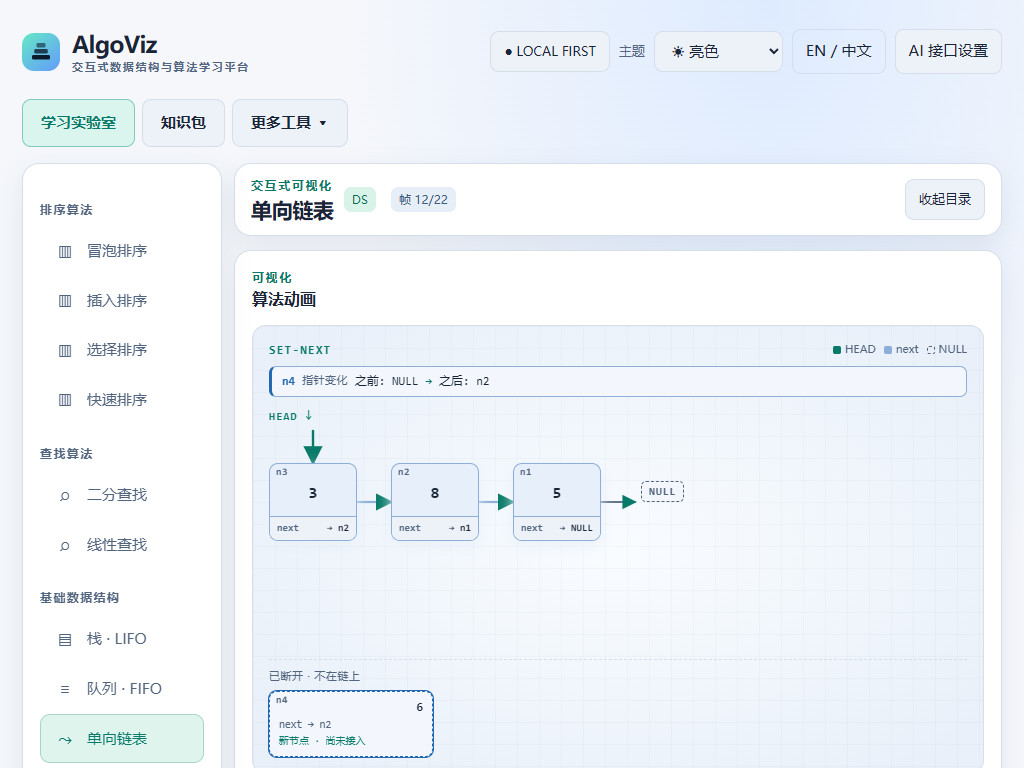 AlgoViz
交互式数据结构与算法学习平台
● LOCAL FIRST
主题
☀ 亮色
EN / 中文
AI 接口设置
学习实验室
知识包
更多工具 ▾
排序算法
冒泡排序
插入排序
选择排序
快速排序
查找算法
二分查找
线性查找
基础数据结构
栈 · LIFO
队列 · FIFO
单向链表
交互式可视化
单向链表
DS
帧 12/22
收起目录
可视化
算法动画
SET-NEXT
HEAD
next
NULL
n4 指针变化 之前: NULL → 之后: n2
HEAD ↓
n3
3
next → n2
n2
8
next → n1
n1
5
next → NULL
NULL
已断开 · 不在链上
n4
6
next → n2
新节点 · 尚未接入